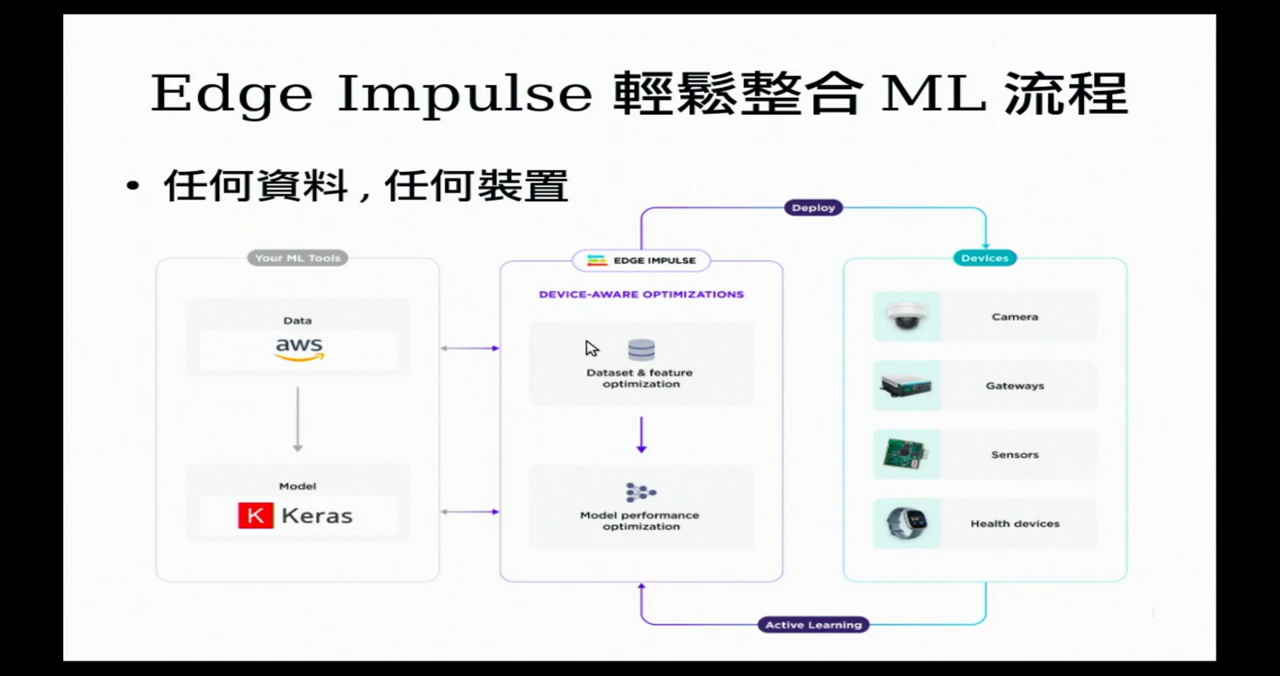 Edge Impulse 輕鬆整合 ML 流程
• 任何資料 , 任何裝置
Deploy
Your ML Tools
EDGE IMPULSE
Devices
DEVICE-AWARE OPTIMIZATIONS
Data
aws
Dataset & feature
optimization
Model
K Keras
Model performance
optimization
Camera
Gateways
Sensors
Health devices
Active Learning